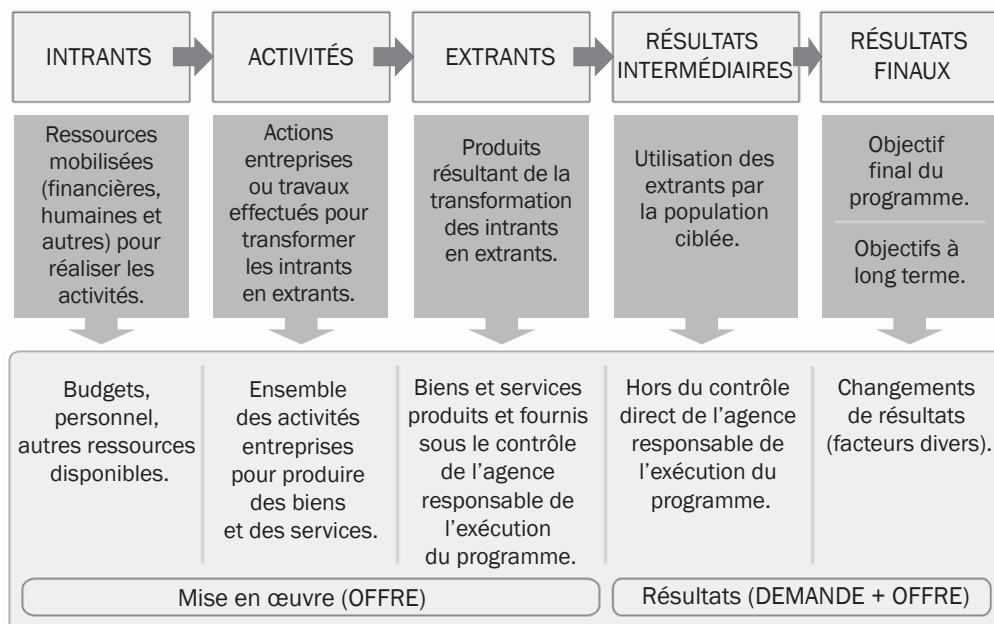 INTRANTS
ACTIVITÉS
EXTRANTS
RÉSULTATS
INTERMÉDIAIRES
RÉSULTATS
FINAUX
Ressources
mobilisées
(financières,
humaines et
autres) pour
réaliser les
activités.
Actions
entreprises
ou travaux
effectués pour
transformer
les intrants
en extrants.
Produits
résultant de la
transformation
des intrants
en extrants.
Utilisation des
extrants par
la population
ciblée.
Objectif
final du
programme.
Objectifs à
long terme.
Budgets,
personnel,
autres ressources
disponibles.
Ensemble
des activités
entreprises
pour produire
des biens
et des services.
Biens et services
produits et fournis
sous le contrôle
de l'agence
responsable de
l'exécution
du programme.
Hors du contrôle
direct de l'agence
responsable de
l'exécution du
programme.
Changements
de résultats
(facteurs divers).
Mise en œuvre (OFFRE)
Résultats (DEMANDE + OFFRE)